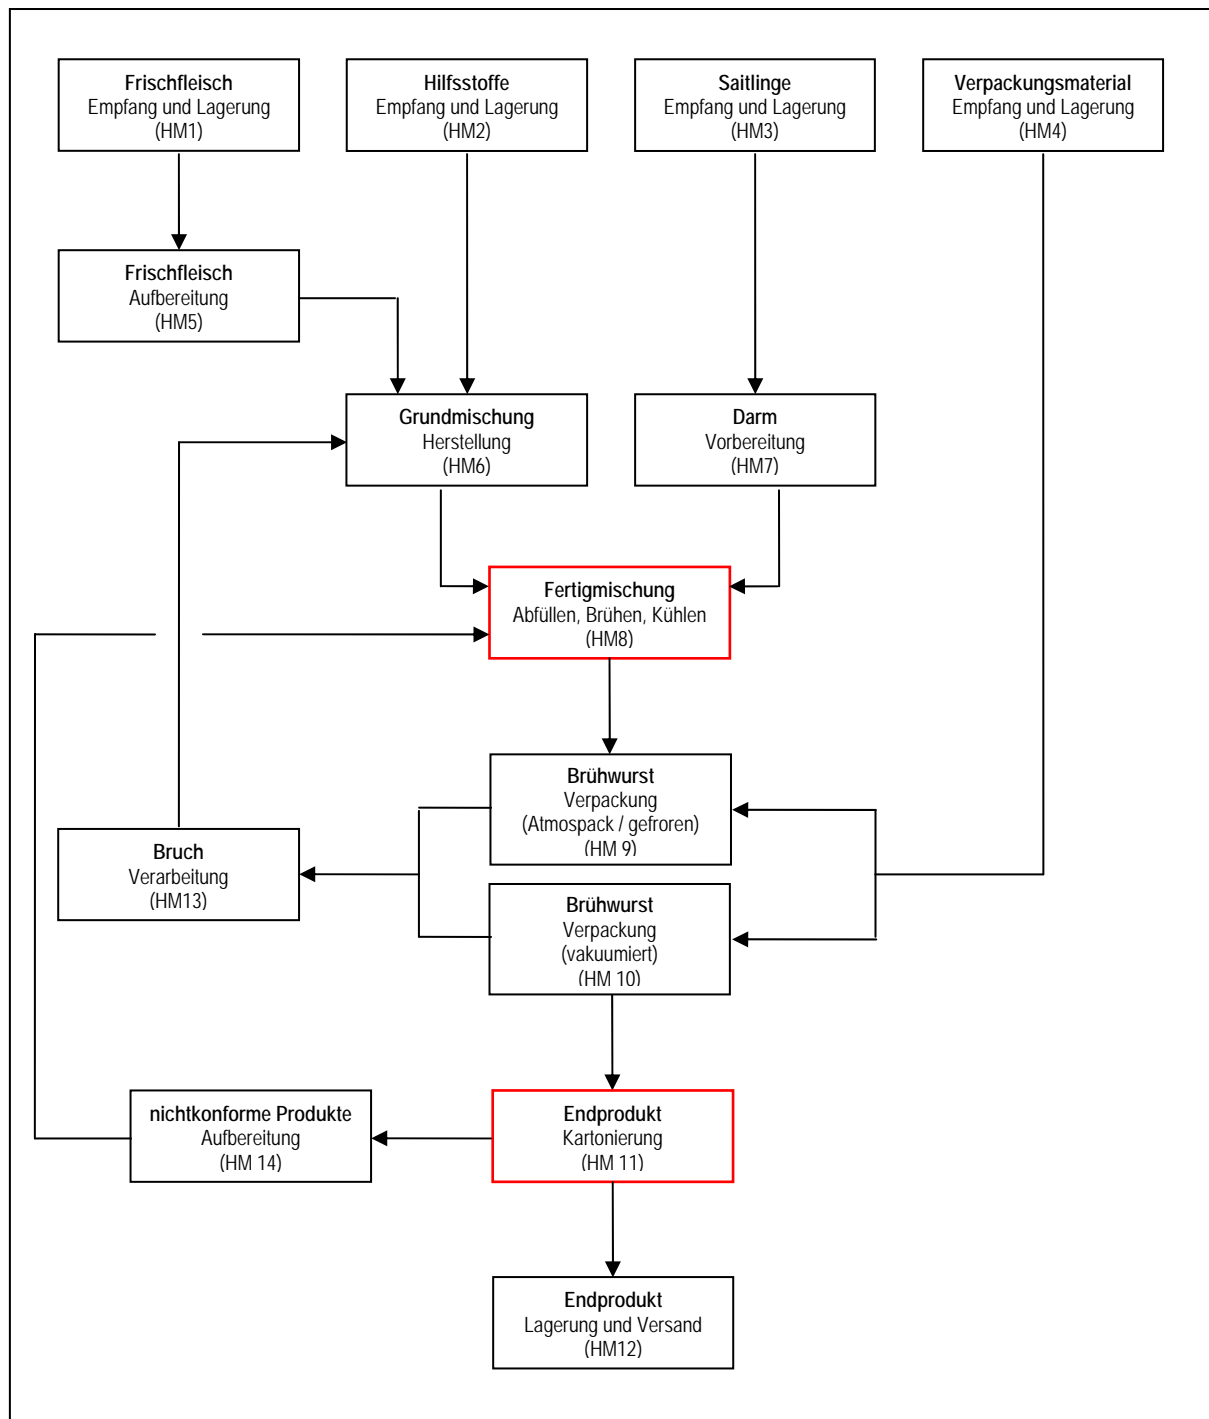 Frischfleisch
Empfang und Lagerung
(HM1)
Hilfsstoffe
Empfang und Lagerung
(HM2)
Saitlinge
Empfang und Lagerung
(HM3)
Verpackungsmaterial
Empfang und Lagerung
(HM4)
Frischfleisch
Aufbereitung
(HM5)
Grundmischung
Herstellung
(HM6)
Darm
Vorbereitung
(HM7)
Fertigmischung
Abfüllen, Brühen, Kühlen
(HM8)
Brühwurst
Verpackung
(Atmospack / gefroren)
(HM 9)
Bruch
Verarbeitung
(HM13)
Brühwurst
Verpackung
(vakuumiert)
(HM 10)
nichtkonforme Produkte
Aufbereitung
(HM 14)
Endprodukt
Kartonierung
(HM 11)
Endprodukt
Lagerung und Versand
(HM12)